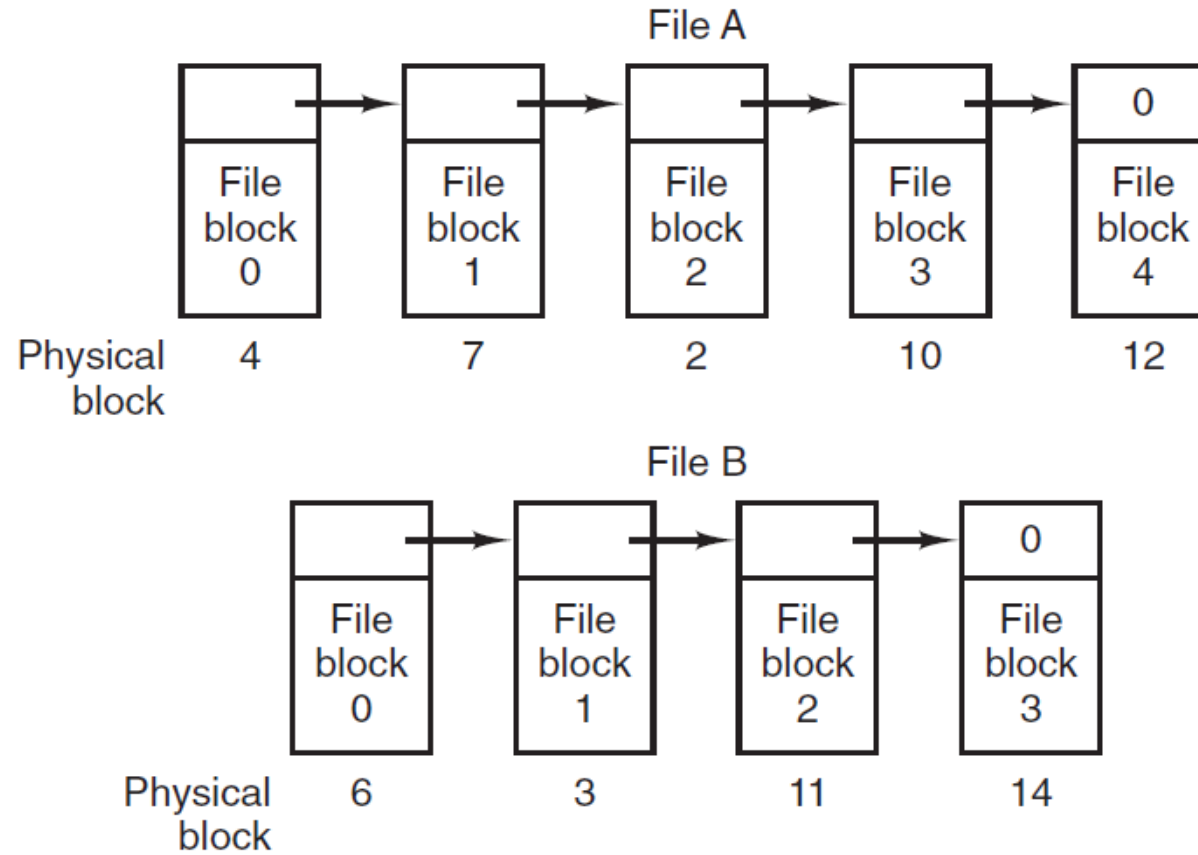 File A
0
File block 0
File block 1
File block 2
File block 3
File block 4
Physical block 4 7 2 10 12
File B
0
File block 0
File block 1
File block 2
File block 3
Physical block 6 3 11 14